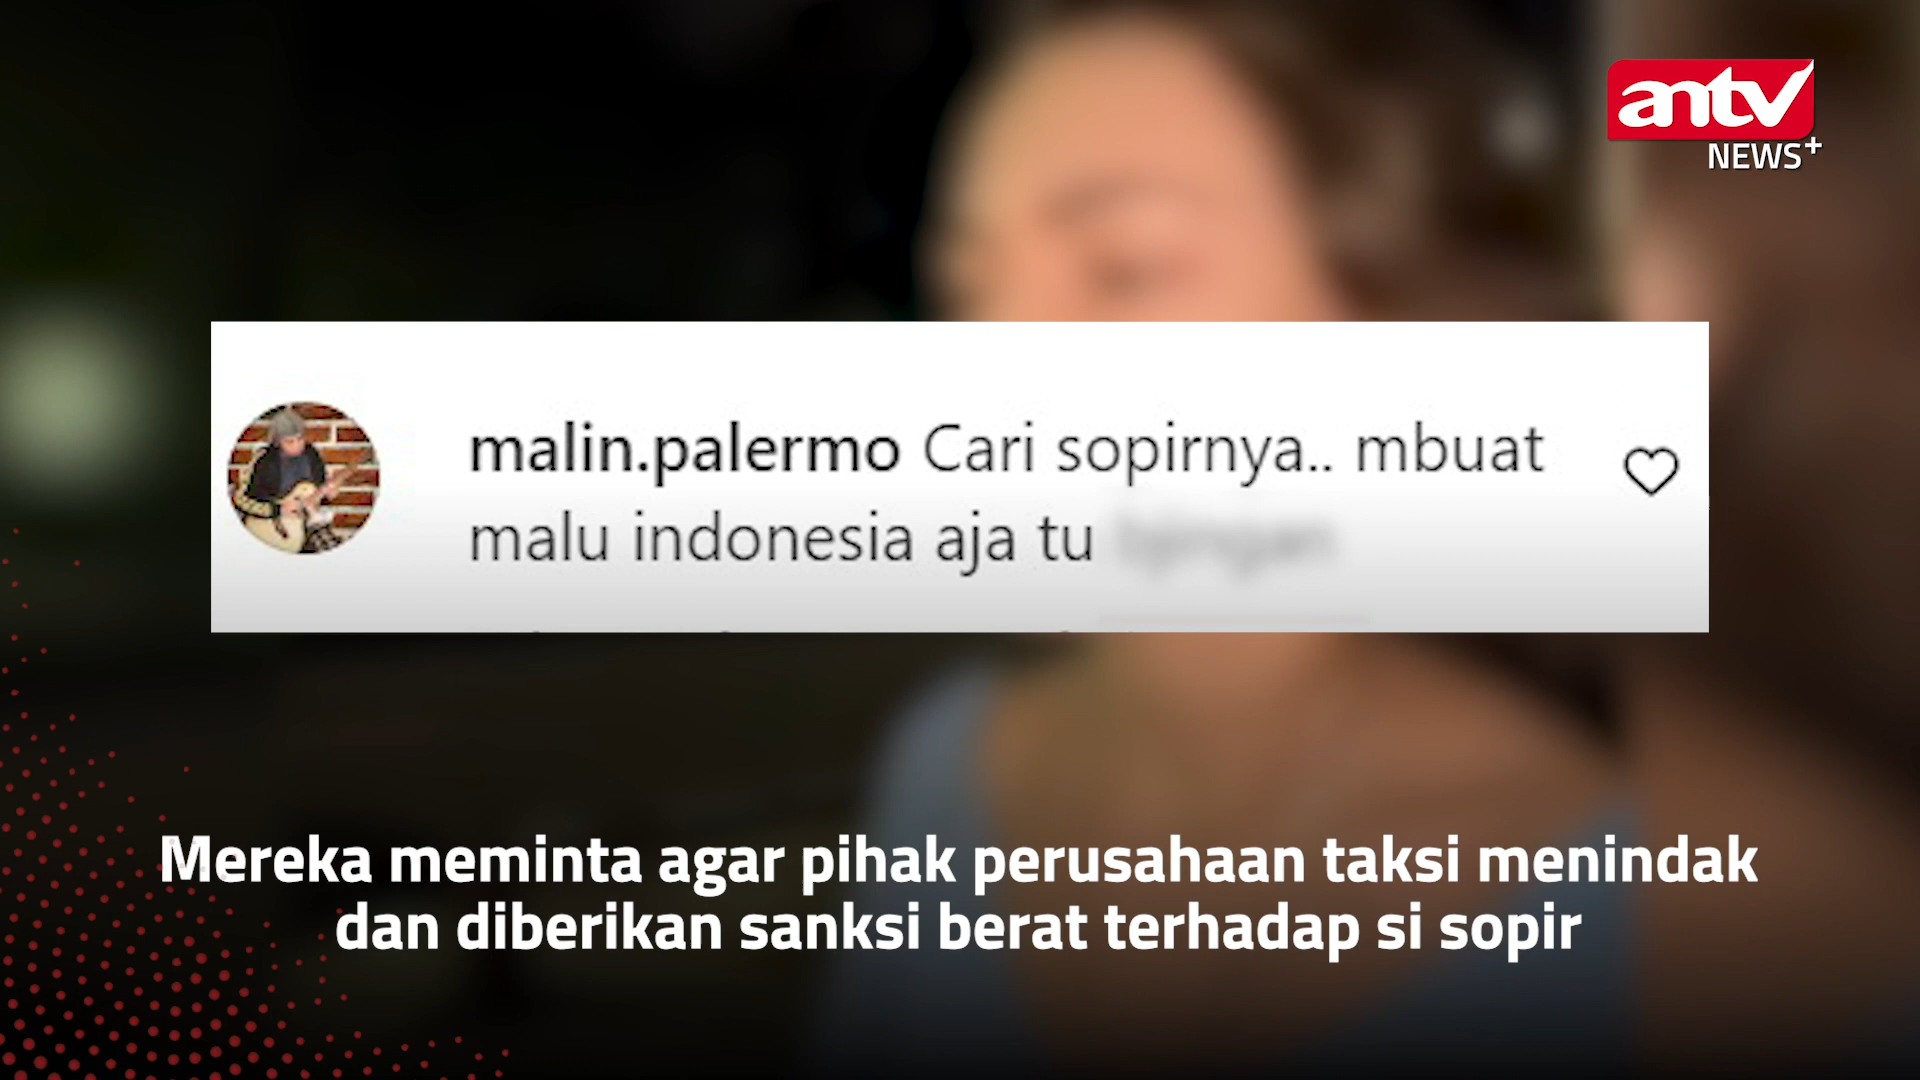 antv
NEWS+
malin.palermo Cari sopirnya.. mbuat
malu indonesia aja tu
Mereka meminta agar pihak perusahaan taksi menindak
dan diberikan sanksi berat terhadap si sopir